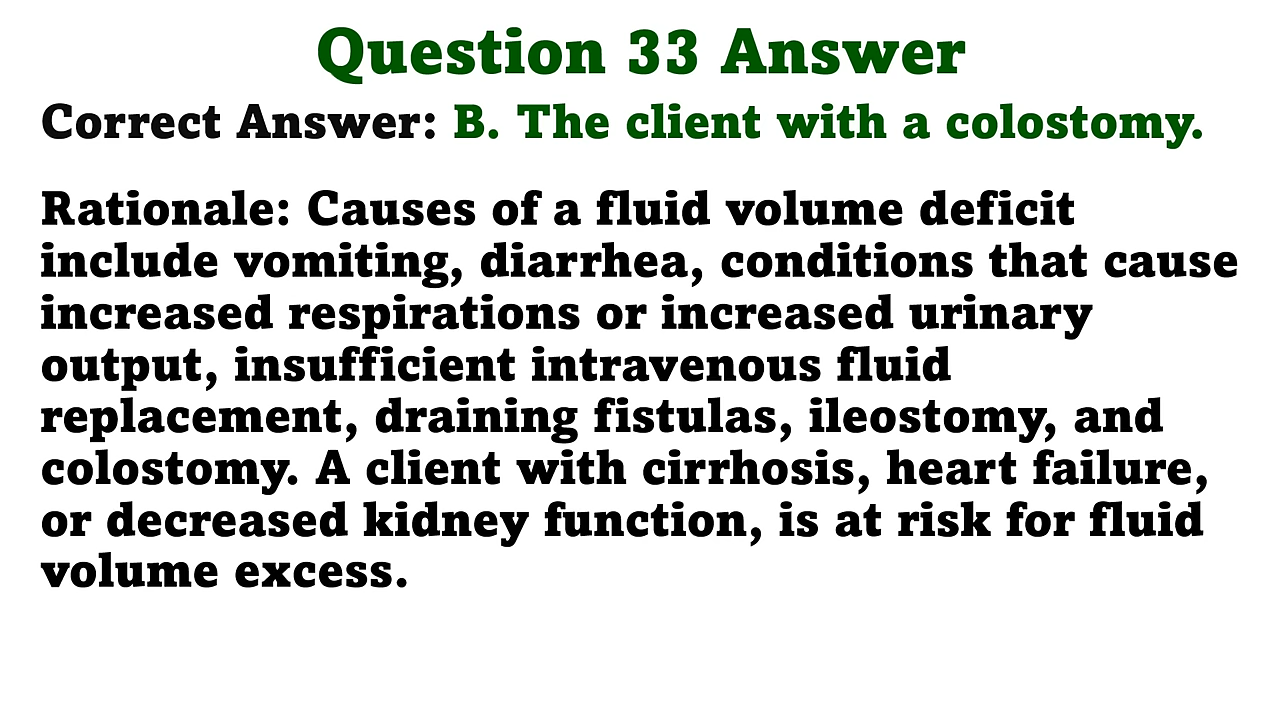 Question 33 Answer
Correct Answer: B. The client with a colostomy.
Rationale: Causes of a fluid volume deficit
include vomiting, diarrhea, conditions that cause
increased respirations or increased urinary
output, insufficient intravenous fluid
replacement, draining fistulas, ileostomy, and
colostomy. A client with cirrhosis, heart failure,
or decreased kidney function, is at risk for fluid
volume excess.